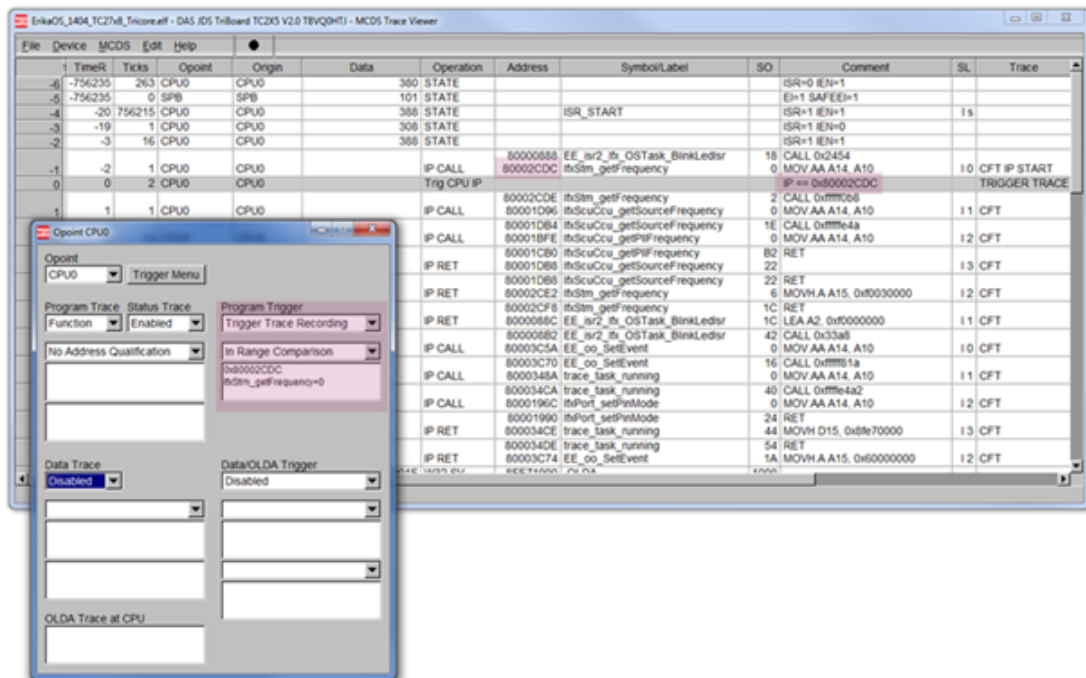 ErikaOS_1404_TC27xB_Tricore.elf - DAS JDS TriBoard TC2X5 V2.0 TBVQ0HTJ - MCDS Trace Viewer
File Device MCDS Edit Help
TimeR Ticks Opoint Origin Data Operation Address Symbol/Label SO Comment SL Trace
-6 -756235 263 CPU0 CPU0 380 STATE ISR=0 IEN=1
-5 -756235 0 SPB SPB 101 STATE EI=1 SAFEEI=1
-4 -20 756215 CPU0 CPU0 388 STATE ISR_START ISR=1 IEN=1 I s
-3 -19 1 CPU0 CPU0 308 STATE ISR=1 IEN=0
-2 -3 16 CPU0 CPU0 388 STATE ISR=1 IEN=1
80000888 EE_isr2_Ifx_OSTask_BlinkLedIsr 18 CALL 0x2454
-1 -2 1 CPU0 CPU0 IP CALL 80002CDC IfxStm_getFrequency 0 MOV.AA A14, A10 I 0 CFT IP START
0 0 2 CPU0 CPU0 Trig CPU IP IP == 0x80002CDC TRIGGER TRACE
80002CDE IfxStm_getFrequency 2 CALL
1 1 1 CPU0 CPU0 IP CALL 80001D96 IfxScuCcu_getSourceFrequency 0 MOV.AA A14, A10 I 1 CFT
80001DB4 IfxScuCcu_getSourceFrequency 1E CALL
IP CALL 80001BFE IfxScuCcu_getPllFrequency 0 MOV.AA A14, A10 I 2 CFT
80001CB0 IfxScuCcu_getPllFrequency B2 RET
IP RET 80001DB8 IfxScuCcu_getSourceFrequency 22 I 3 CFT
80001DB8 IfxScuCcu_getSourceFrequency 22 RET
IP RET 80002CE2 IfxStm_getFrequency 6 MOVH.A A15, 0xf0030000 I 2 CFT
80002CF8 IfxStm_getFrequency 1C RET
IP RET 8000088C EE_isr2_Ifx_OSTask_BlinkLedIsr 1C LEA A2, 0xf0000000 I 1 CFT
800008B2 EE_isr2_Ifx_OSTask_BlinkLedIsr 42 CALL 0x33a8
IP CALL 80003C5A EE_oo_SetEvent 0 MOV.AA A14, A10 I 0 CFT
80003C70 EE_oo_SetEvent 16 CALL
IP CALL 8000348A trace_task_running 0 MOV.AA A14, A10 I 1 CFT
800034CA trace_task_running 40 CALL
IP CALL 8000196C IfxPort_setPinMode 0 MOV.AA A14, A10 I 2 CFT
80001990 IfxPort_setPinMode 24 RET
IP RET 800034CE trace_task_running 44 MOVH D15, 0x8fe70000 I 3 CFT
800034DE trace_task_running 54 RET
IP RET 80003C74 EE_oo_SetEvent 1A MOVH.A A15, 0x60000000 I 2 CFT
Opoint CPU0
Opoint
CPU0 Trigger Menu
Program Trace Status Trace Program Trigger
Function Enabled Trigger Trace Recording
No Address Qualification In Range Comparison
0x80002CDC
IfxStm_getFrequency=0
Data Trace Data/OLDA Trigger
Disabled Disabled
OLDA Trace at CPU